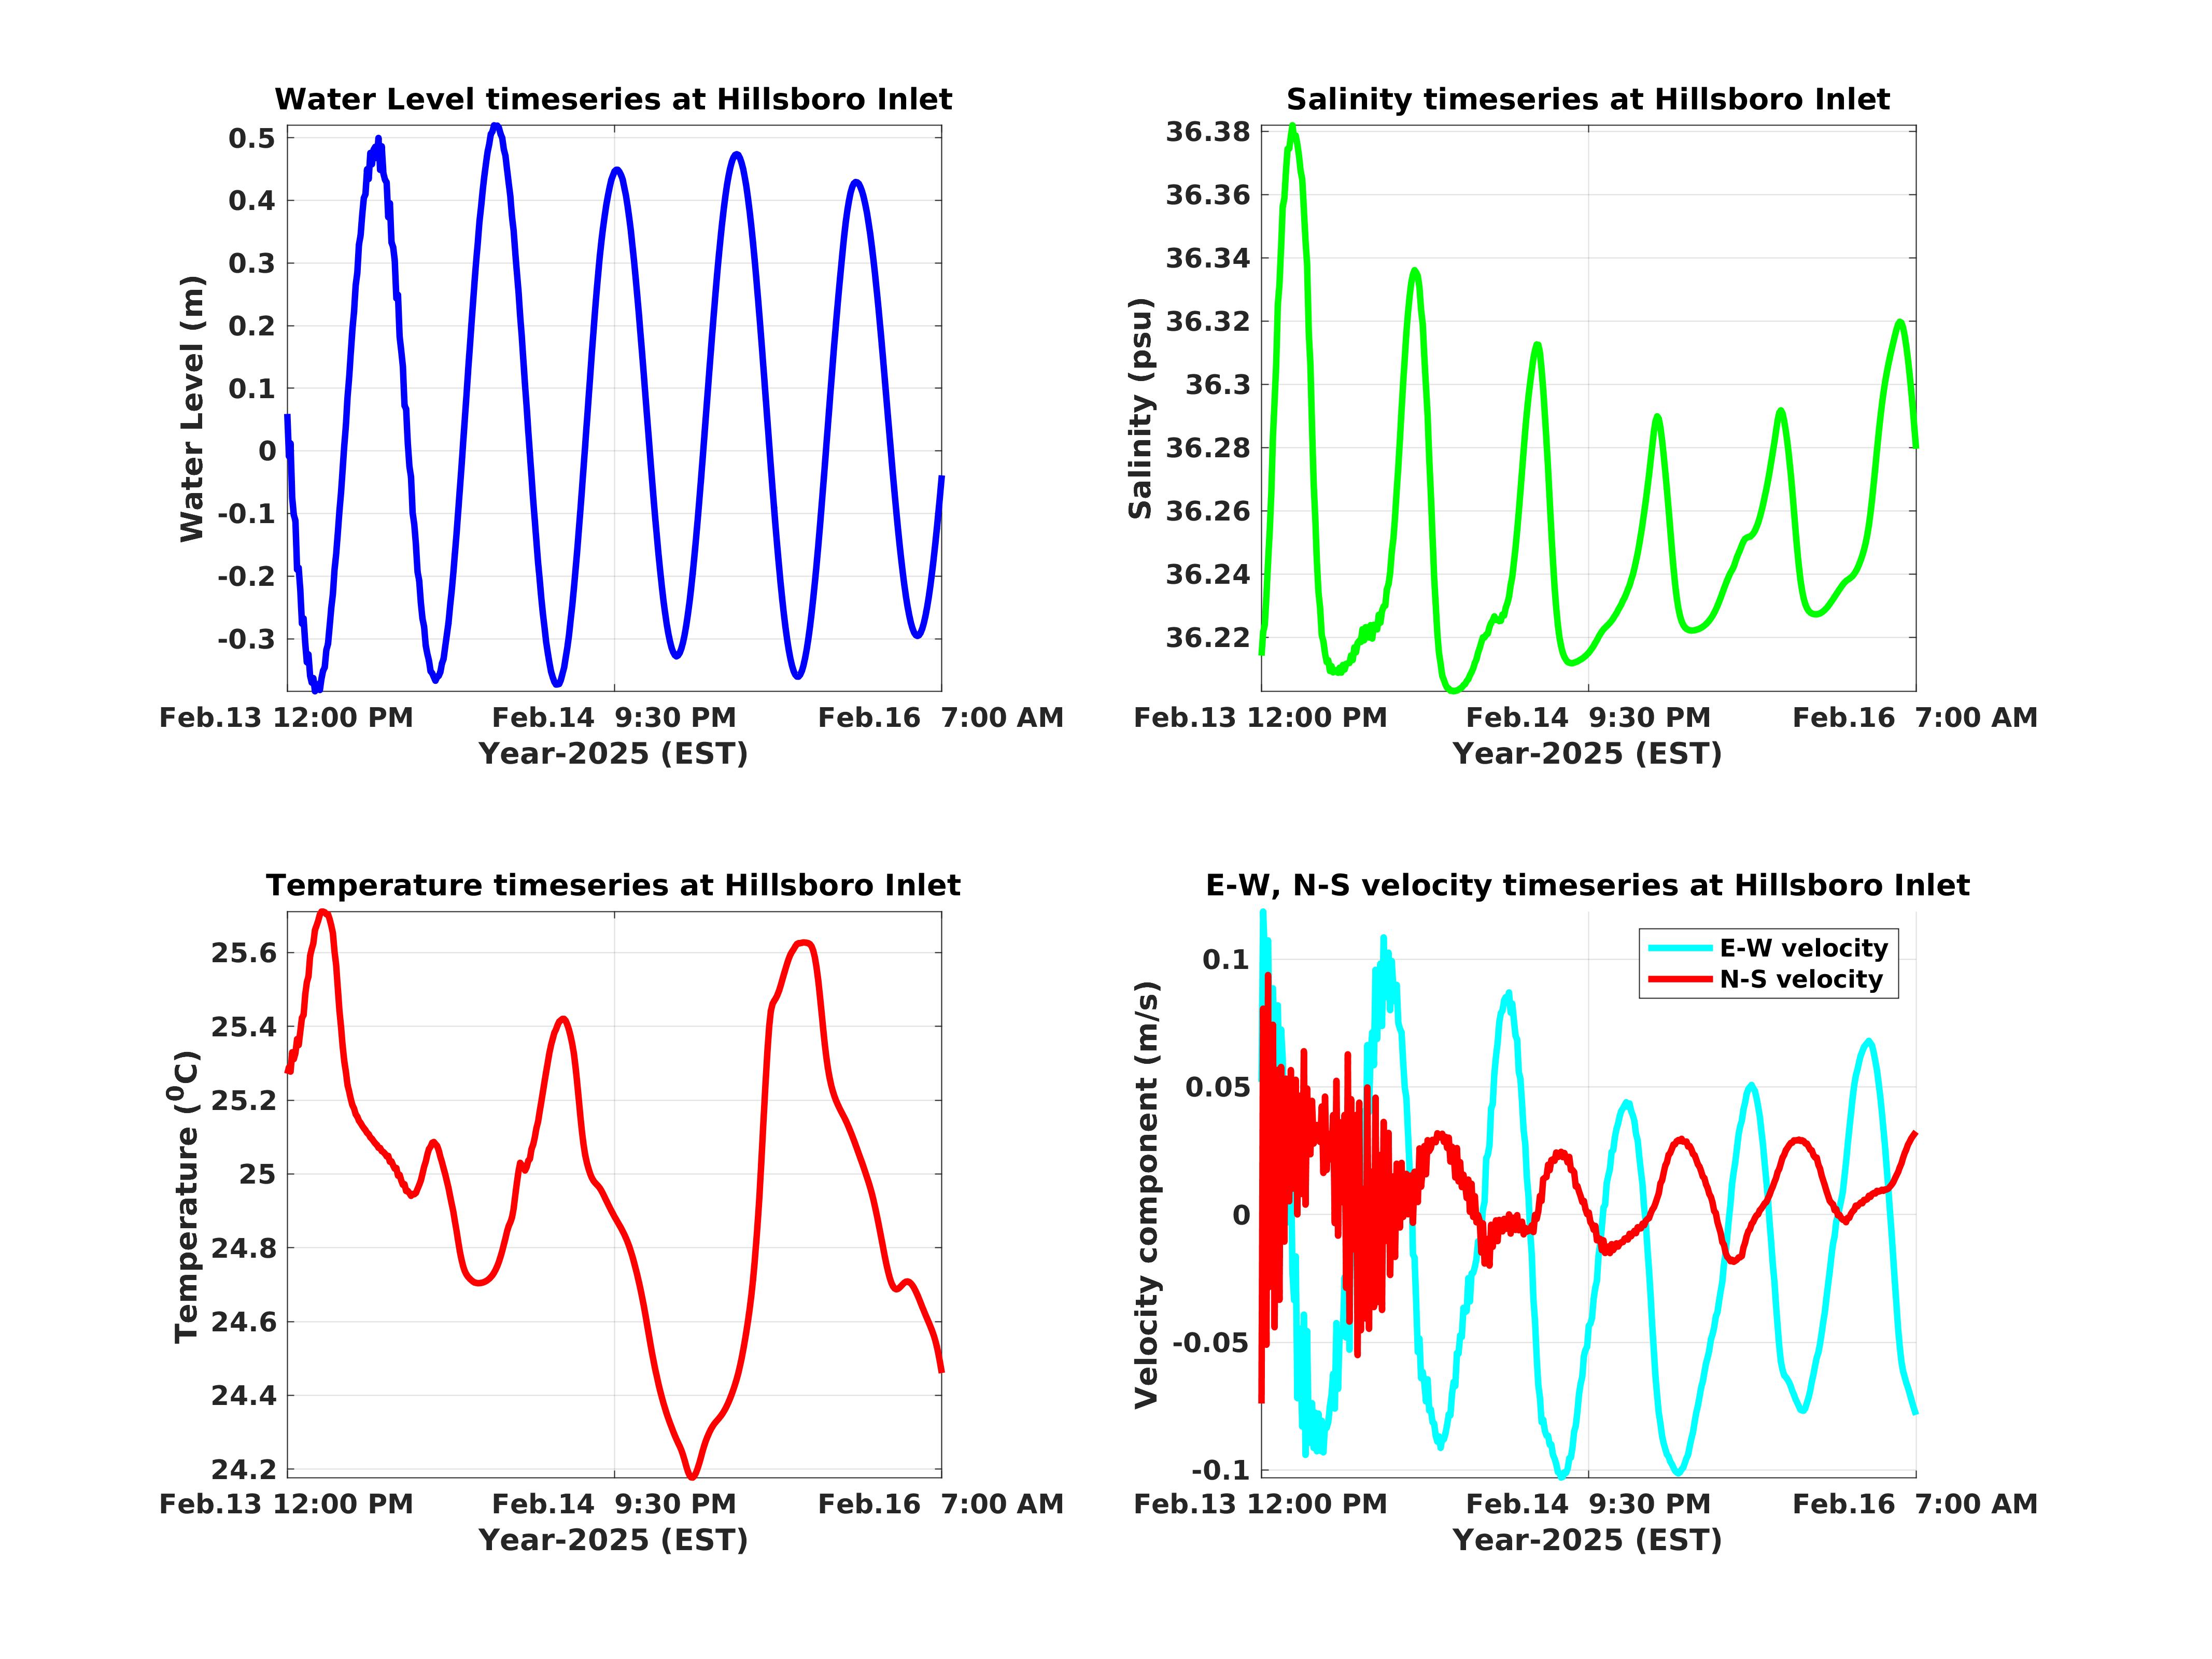 Water Level timeseries at Hillsboro Inlet
0.5
0.4
0.3
0.2
0.1
0
-0.1
-0.2
-0.3
Water Level (m)
Feb.13 12:00 PM
Feb.14 9:30 PM
Feb.16 7:00 AM
Year-2025 (EST)
Salinity timeseries at Hillsboro Inlet
36.38
36.36
36.34
36.32
36.3
36.28
36.26
36.24
36.22
Salinity (psu)
Feb.13 12:00 PM
Feb.14 9:30 PM
Feb.16 7:00 AM
Year-2025 (EST)
Temperature timeseries at Hillsboro Inlet
25.6
25.4
25.2
25
24.8
24.6
24.4
24.2
Temperature (⁰C)
Feb.13 12:00 PM
Feb.14 9:30 PM
Feb.16 7:00 AM
Year-2025 (EST)
E-W, N-S velocity timeseries at Hillsboro Inlet
E-W velocity
N-S velocity
0.1
0.05
0
-0.05
-0.1
Velocity component (m/s)
Feb.13 12:00 PM
Feb.14 9:30 PM
Feb.16 7:00 AM
Year-2025 (EST)